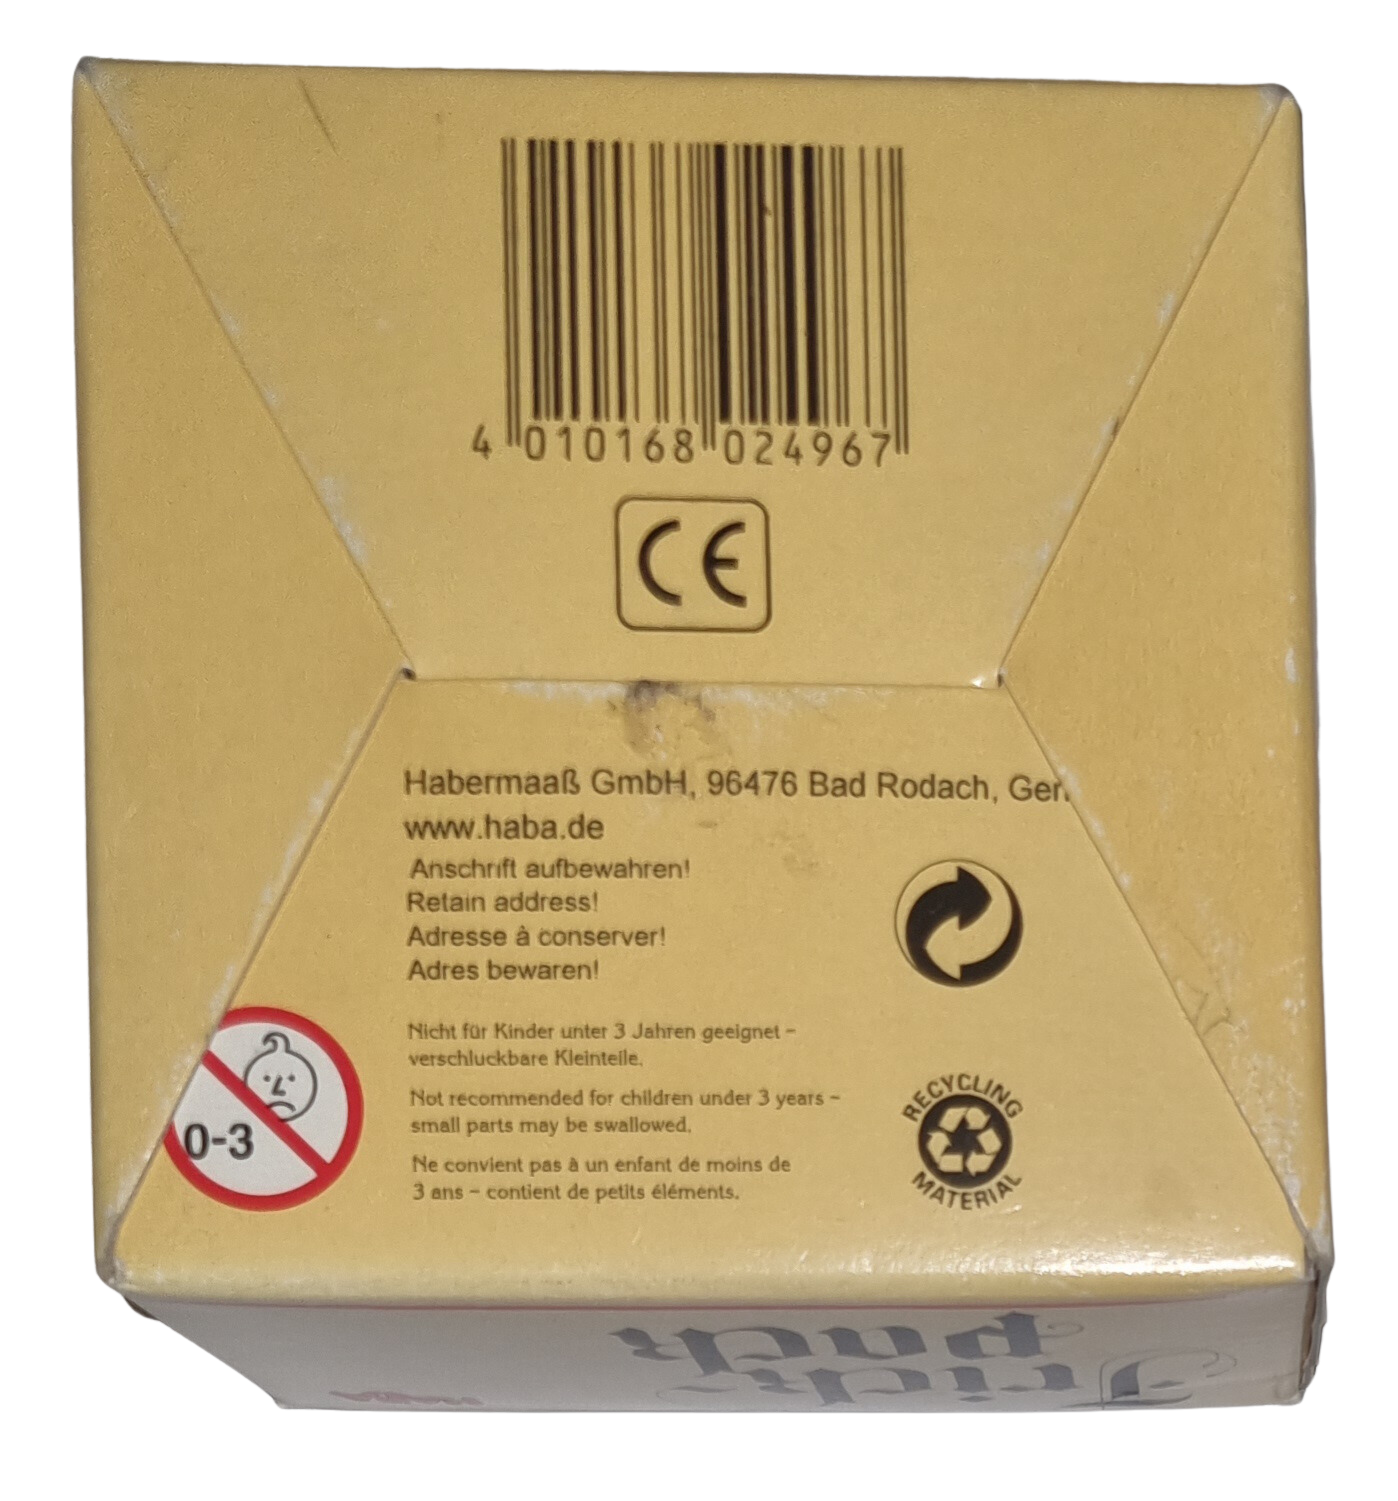 4 010168 024967
CE
Habermaaß GmbH, 96476 Bad Rodach, Ger
www.haba.de
Anschrift aufbewahren!
Retain address!
Adresse à conserver!
Adres bewaren!
Nicht für Kinder unter 3 Jahren geeignet –
verschluckbare Kleinteile.
Not recommended for children under 3 years –
small parts may be swallowed.
Ne convient pas à un enfant de moins de
3 ans – contient de petits éléments.
0-3
RECYCLING
MATERIAL